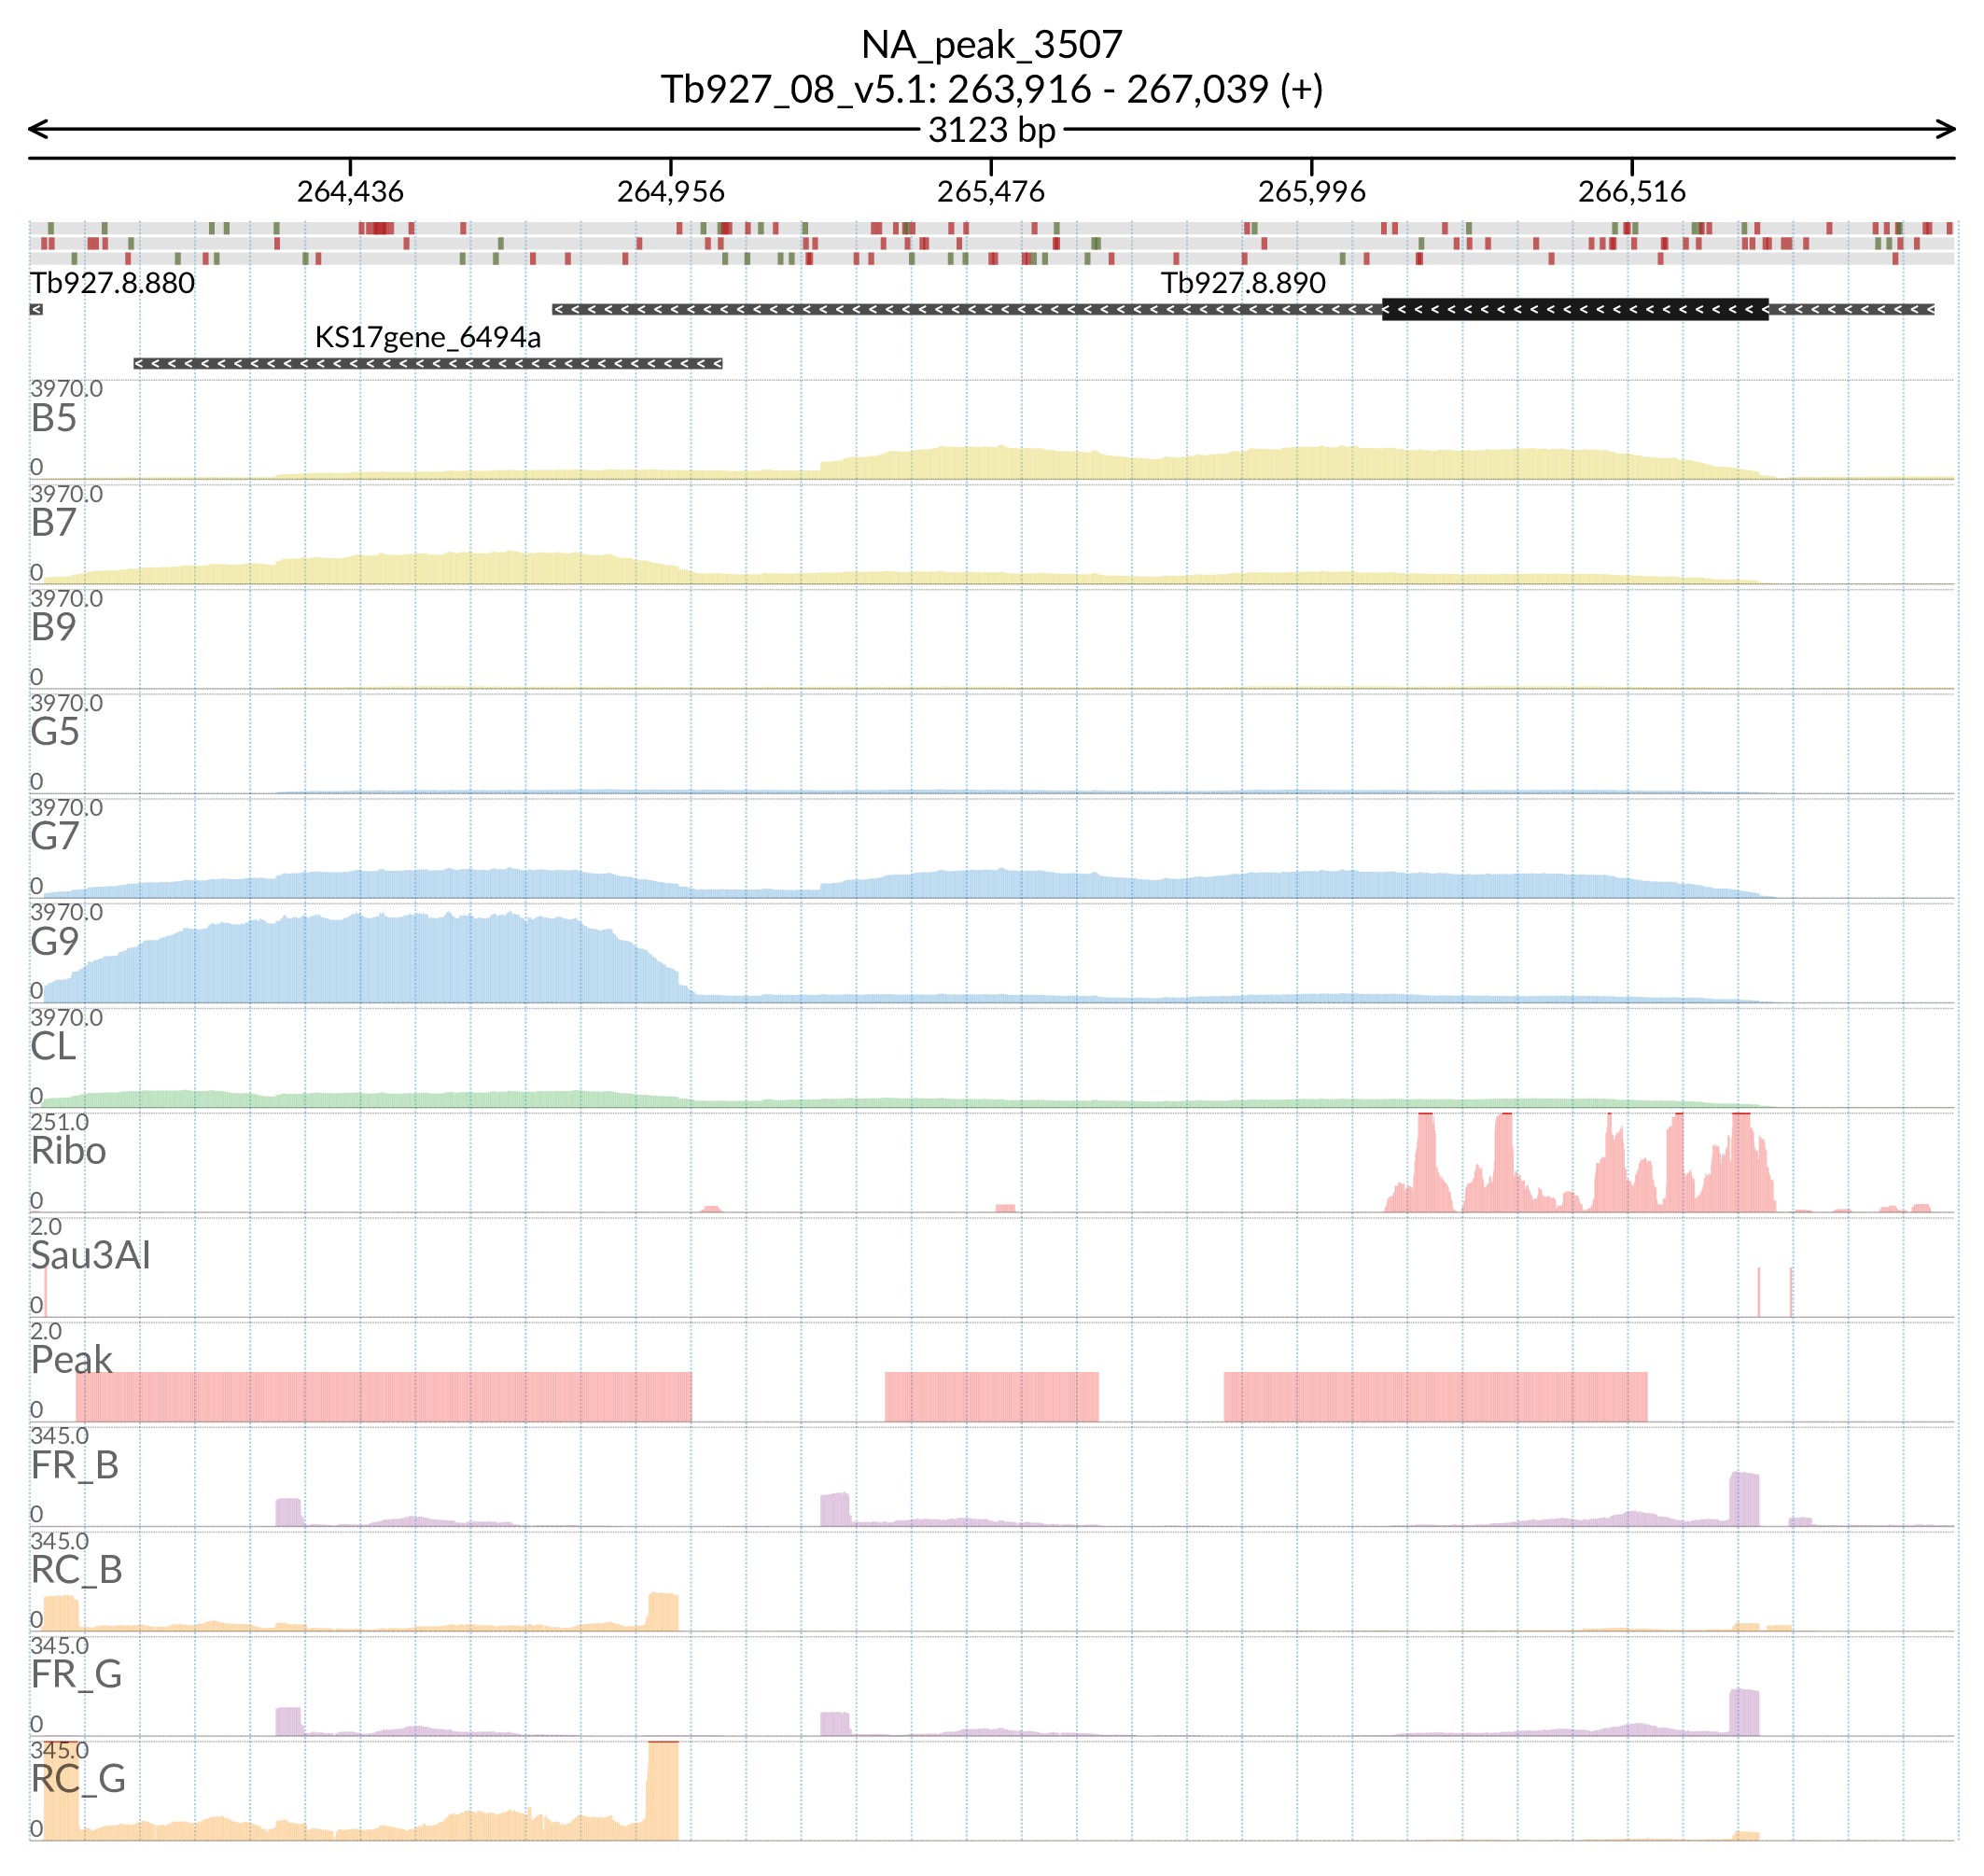 NA_peak_3507
Tb927_08_v5.1: 263,916 - 267,039 (+)
3123 bp
264,436 264,956 265,476 265,996 266,516
Tb927.8.880 Tb927.8.890
KS17gene_6494a
3970.0
B5
0
3970.0
B7
0
3970.0
B9
0
3970.0
G5
0
3970.0
G7
0
3970.0
G9
0
3970.0
CL
0
251.0
Ribo
0
2.0
Sau3AI
0
2.0
Peak
0
345.0
FR_B
0
345.0
RC_B
0
345.0
FR_G
0
345.0
RC_G
0